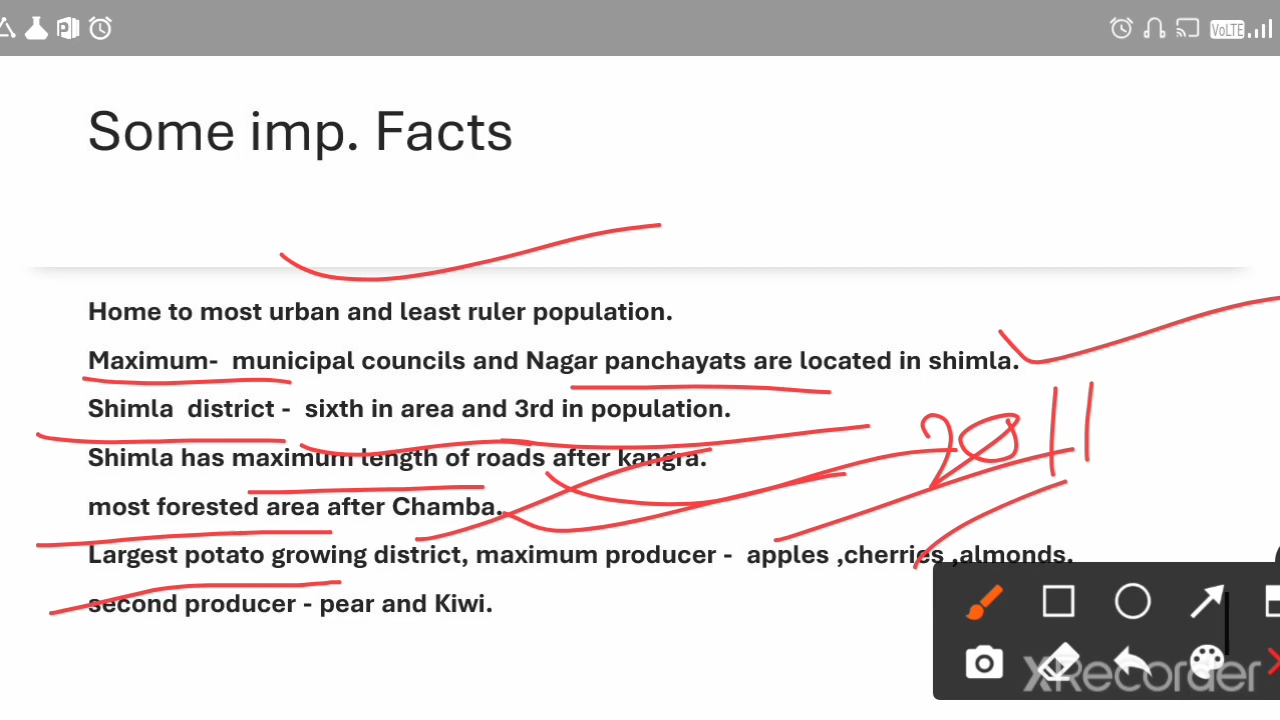 VoLTE
Some imp. Facts
Home to most urban and least ruler population.
Maximum- municipal councils and Nagar panchayats are located in shimla.
Shimla district - sixth in area and 3rd in population.
2011
Shimla has maximum length of roads after kangra.
most forested area after Chamba.
Largest potato growing district, maximum producer - apples ,cherries ,almonds.
second producer - pear and Kiwi.
XRecorder